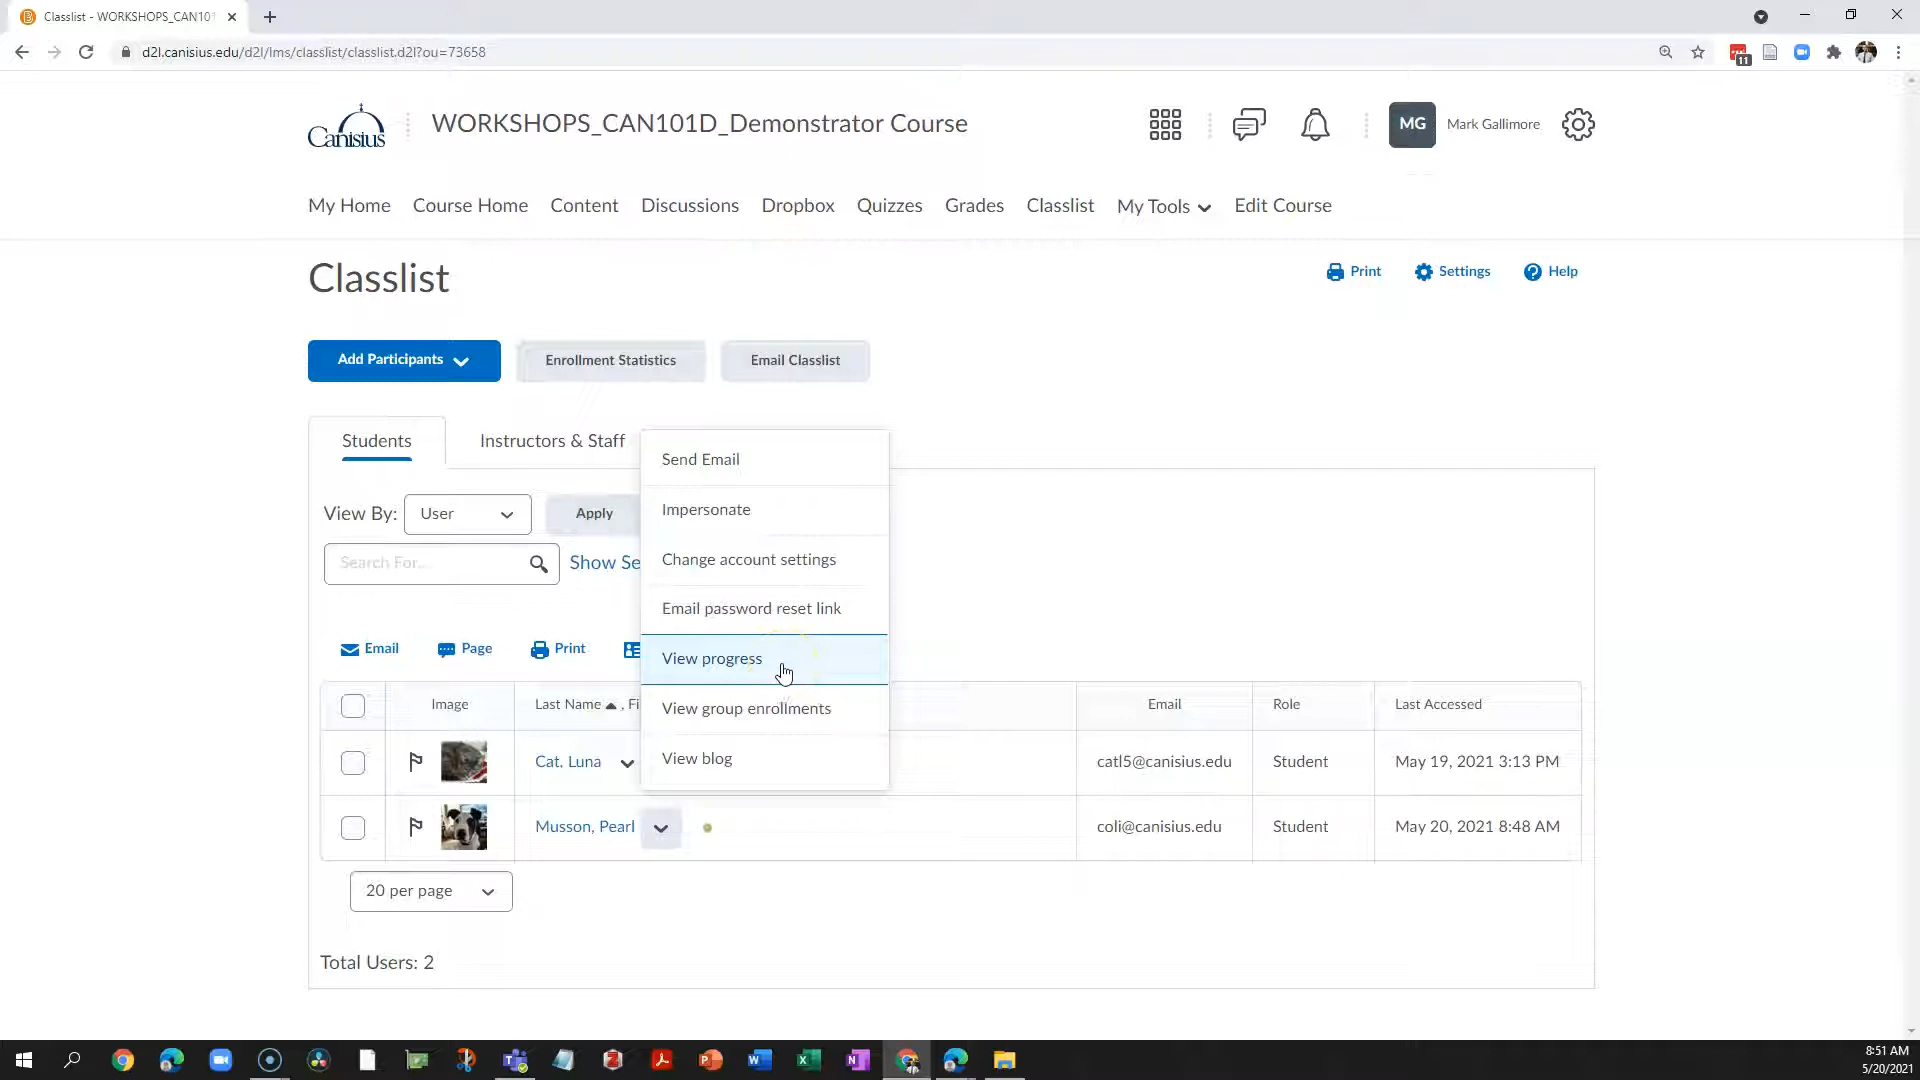 Classlist - WORKSHOPS_CAN101
d2l.canisius.edu/d2l/lms/classlist/classlist.d2l?ou=73658
11
Canisius
WORKSHOPS_CAN101D_Demonstrator Course
MG
Mark Gallimore
My Home
Course Home
Content
Discussions
Dropbox
Quizzes
Grades
Classlist
My Tools
Edit Course
Classlist
Print
Settings
Help
Add Participants
Enrollment Statistics
Email Classlist
Students
Instructors & Staff
Send Email
Impersonate
Change account settings
Email password reset link
View progress
View group enrollments
View blog
View By:
User
Apply
Search For...
Show Se
Email
Page
Print
Image
Last Name
, Fi
Email
Role
Last Accessed
Cat, Luna
catl5@canisius.edu
Student
May 19, 2021 3:13 PM
Musson, Pearl
coli@canisius.edu
Student
May 20, 2021 8:48 AM
20 per page
Total Users: 2
8:51 AM
5/20/2021